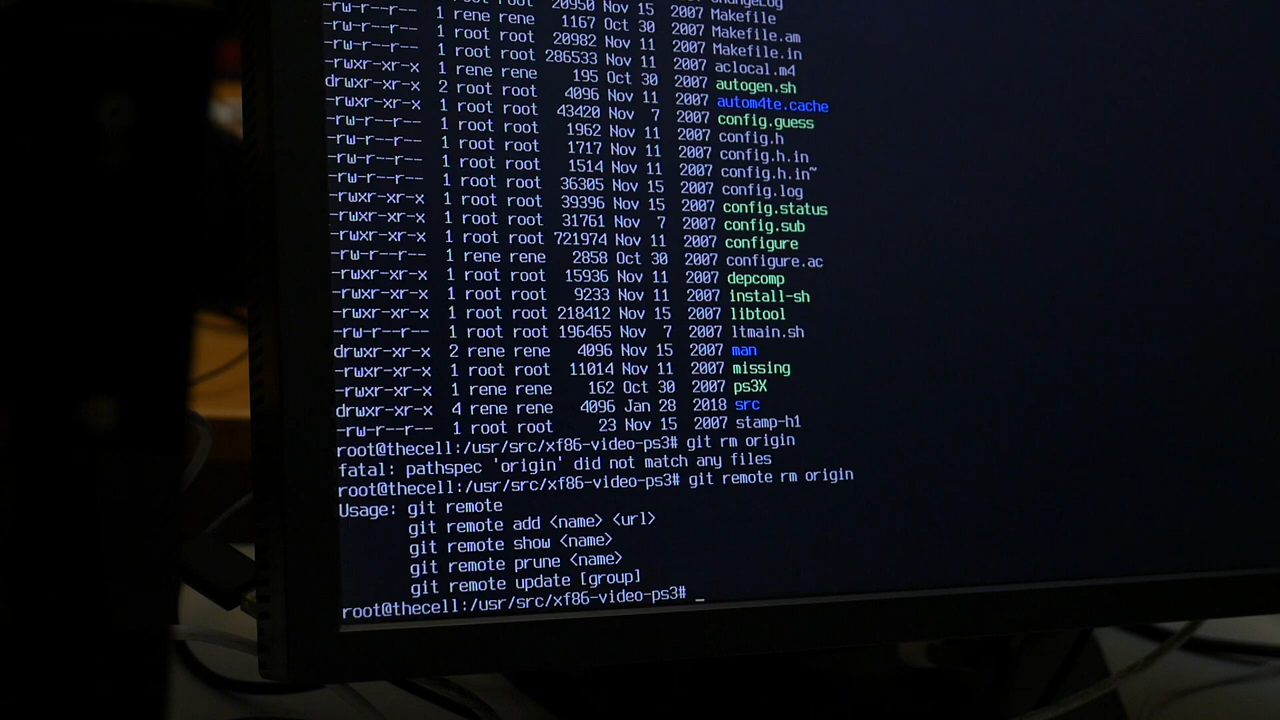 ChangeLog
-rw-r--r-- 1 root root 20950 Nov 15 2007 Makefile
-rw-r--r-- 1 rene rene 1167 Oct 30 2007 Makefile.am
-rw-r--r-- 1 root root 20982 Nov 11 2007 Makefile.in
-rw-r--r-- 1 root root 286533 Nov 11 2007 aclocal.m4
-rwxr-xr-x 1 rene rene 195 Oct 30 2007 autogen.sh
drwxr-xr-x 2 root root 4096 Nov 11 2007 autom4te.cache
-rwxr-xr-x 1 root root 43420 Nov 7 2007 config.guess
-rw-r--r-- 1 root root 1962 Nov 11 2007 config.h
-rw-r--r-- 1 root root 1717 Nov 11 2007 config.h.in
-rw-r--r-- 1 root root 1514 Nov 11 2007 config.h.in~
-rw-r--r-- 1 root root 36305 Nov 15 2007 config.log
-rwxr-xr-x 1 root root 39396 Nov 15 2007 config.status
-rwxr-xr-x 1 root root 31761 Nov 7 2007 config.sub
-rwxr-xr-x 1 root root 721974 Nov 11 2007 configure
-rw-r--r-- 1 rene rene 2858 Oct 30 2007 configure.ac
-rwxr-xr-x 1 root root 15936 Nov 11 2007 depcomp
-rwxr-xr-x 1 root root 9233 Nov 11 2007 install-sh
-rwxr-xr-x 1 root root 218412 Nov 15 2007 libtool
-rw-r--r-- 1 root root 196465 Nov 7 2007 ltmain.sh
drwxr-xr-x 2 rene rene 4096 Nov 15 2007 man
-rwxr-xr-x 1 root root 11014 Nov 11 2007 missing
-rwxr-xr-x 1 rene rene 162 Oct 30 2007 ps3X
drwxr-xr-x 4 rene rene 4096 Jan 28 2018 src
-rw-r--r-- 1 root root 23 Nov 15 2007 stamp-h1
root@thecell:/usr/src/xf86-video-ps3# git rm origin
fatal: pathspec 'origin' did not match any files
root@thecell:/usr/src/xf86-video-ps3# git remote rm origin
Usage: git remote
git remote add <name> <url>
git remote show <name>
git remote prune <name>
git remote update [group]
root@thecell:/usr/src/xf86-video-ps3# _